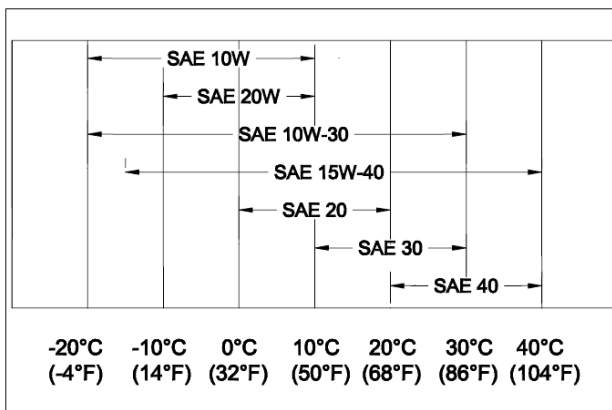 SAE 10W
SAE 20W
SAE 10W-30
SAE 15W-40
SAE 20
SAE 30
SAE 40
-20°C -10°C 0°C 10°C 20°C 30°C 40°C
(-4°F) (14°F) (32°F) (50°F) (68°F) (86°F) (104°F)